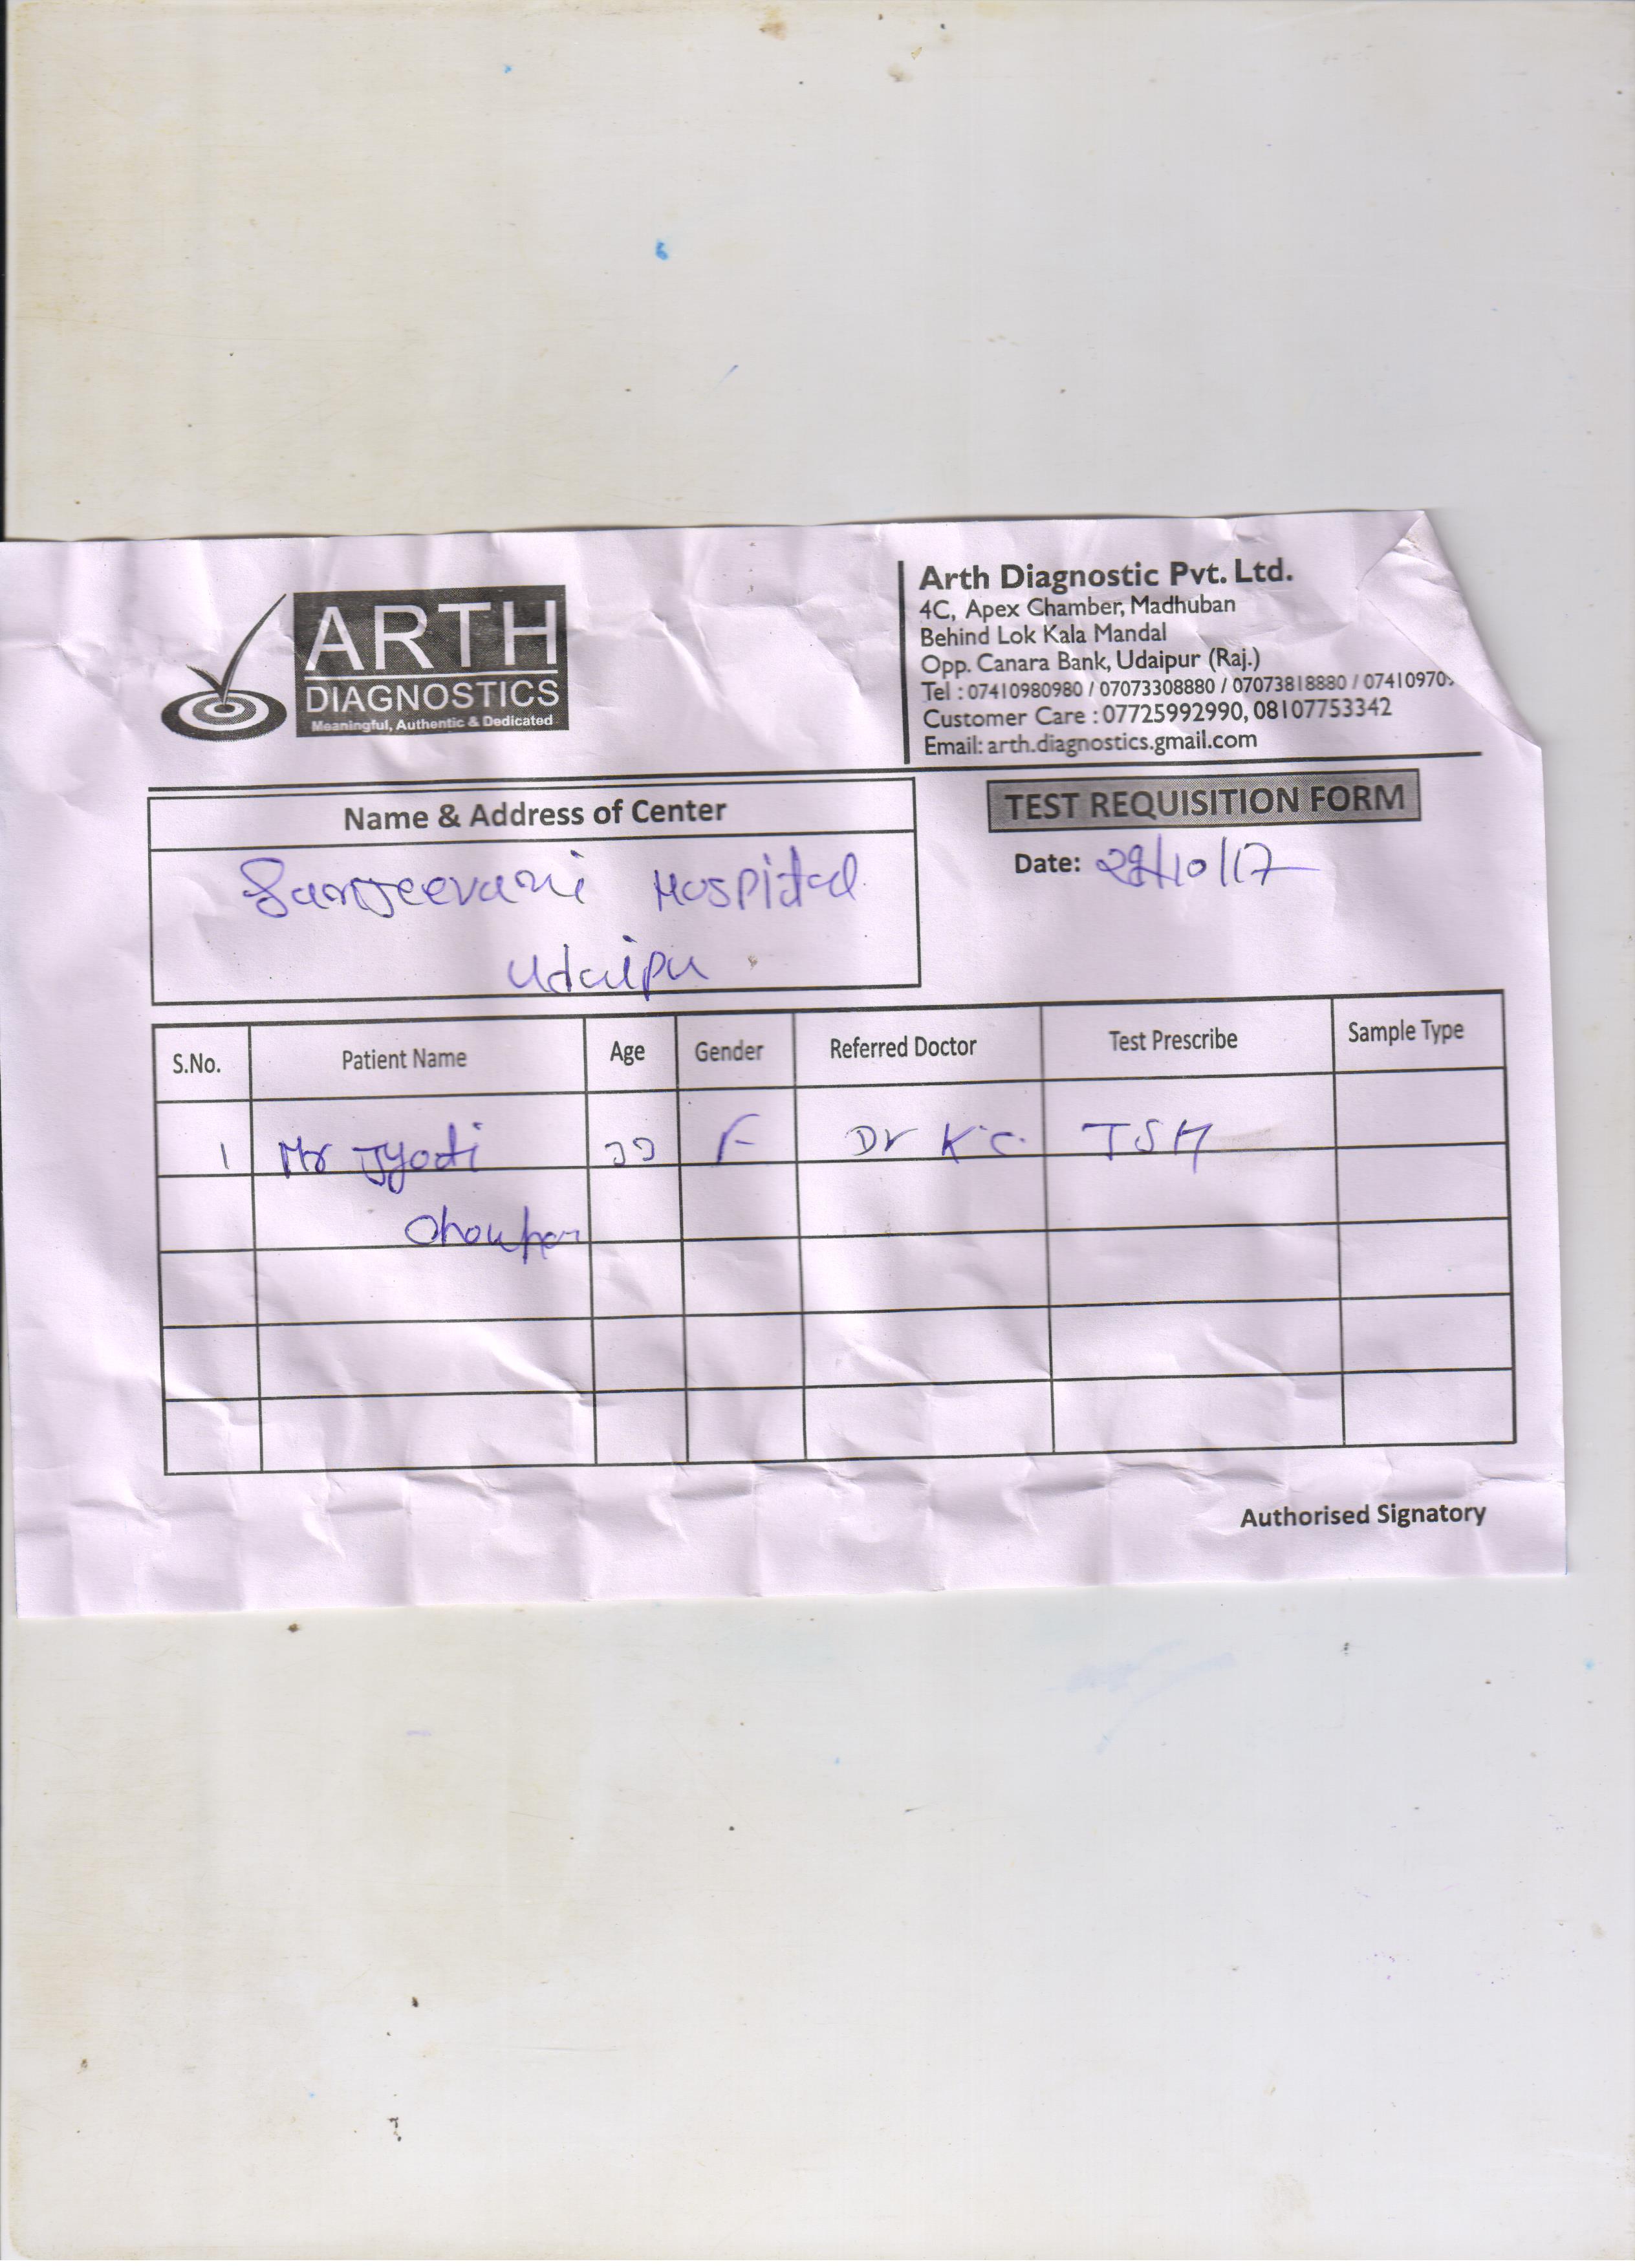 ARTH
DIAGNOSTICS
Meaningful, Authentic & Dedicated
Arth Diagnostic Pvt. Ltd.
4C, Apex Chamber, Madhuban
Behind Lok Kala Mandal
Opp. Canara Bank, Udaipur (Raj.)
Tel : 07410980980 / 07073308880 / 07073818880 / 07410970
Customer Care : 07725992990, 08107753342
Email: arth.diagnostics.gmail.com
Name & Address of Center
Sanjeevani Hospital
Udaipu
TEST REQUISITION FORM
Date: /10/17
S.No. Patient Name Age Gender Referred Doctor Test Prescribe Sample Type
1 Mr Jyoti F Dr K.C. TSH
Authorised Signatory